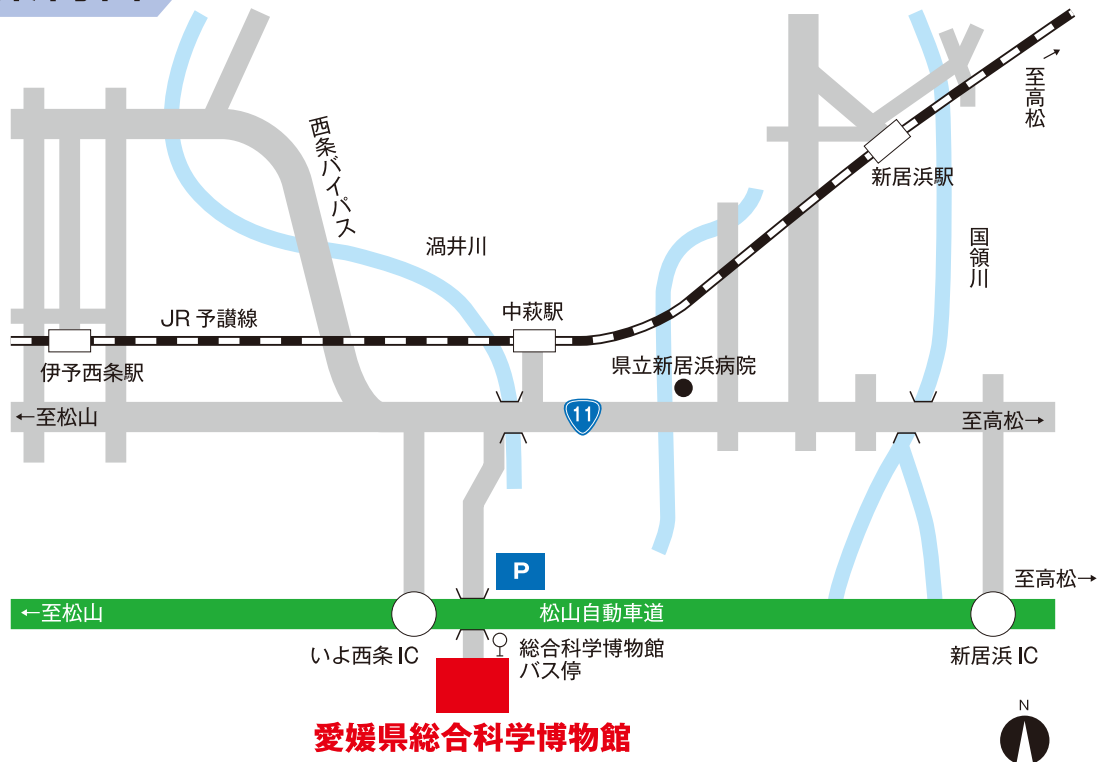 至高松→
西条バイパス
新居浜駅
渦井川
国領川
JR 予讃線
中萩駅
伊予西条駅
県立新居浜病院
←至松山
11
至高松→
P
至高松→
←至松山
松山自動車道
いよ西条 IC
総合科学博物館
バス停
新居浜 IC
愛媛県総合科学博物館
N